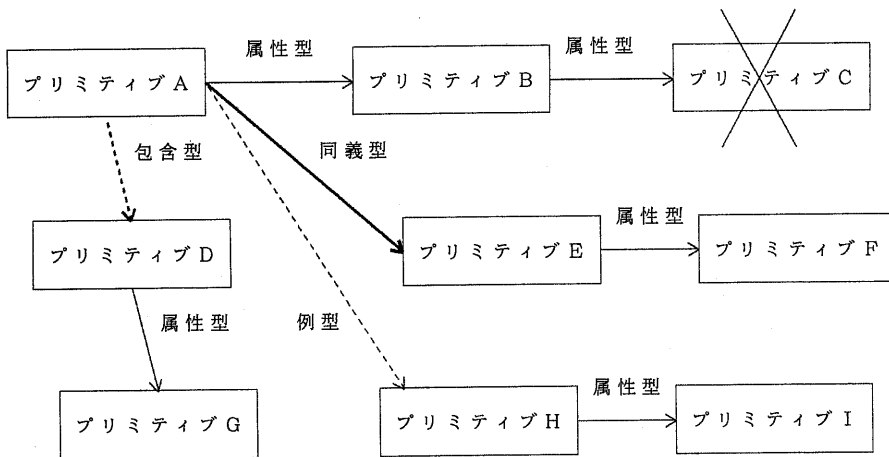 属性型
属性型
プリミティブA
プリミティブB
プリミティブC
包含型
同義型
属性型
プリミティブD
プリミティブE
プリミティブF
属性型
例型
属性型
プリミティブG
プリミティブH
プリミティブI